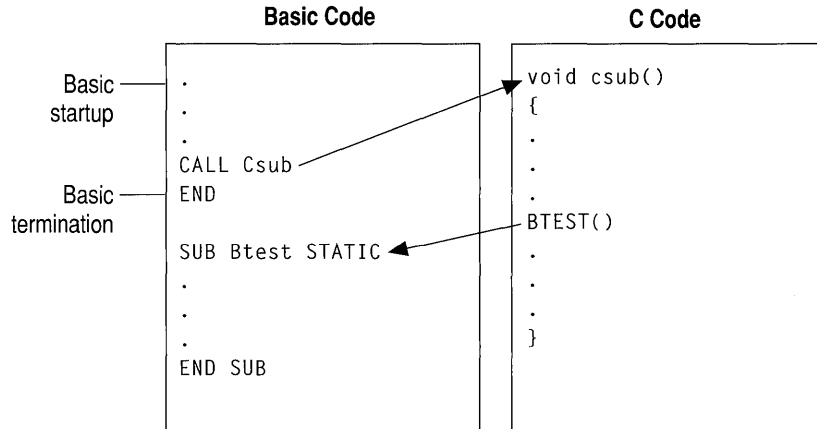 Basic Code
C Code
Basic
startup
.
.
.
CALL Csub
Basic
termination
END
SUB Btest STATIC
.
.
.
END SUB
void csub()
{
.
.
.
BTEST()
.
.
.
}